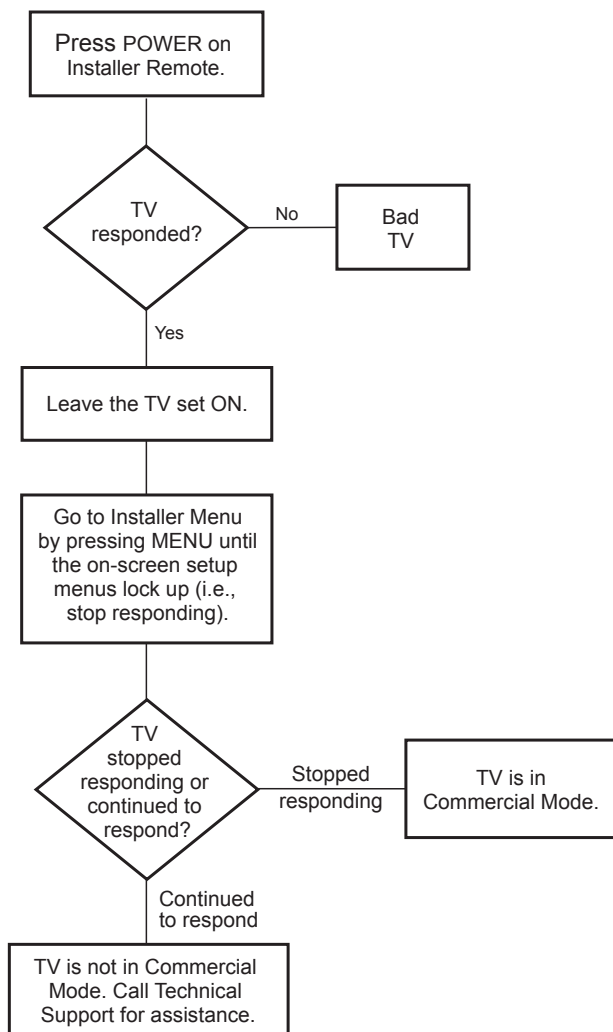 Press POWER on
Installer Remote.
TV
responded?
No
Bad
TV
Yes
Leave the TV set ON.
Go to Installer Menu
by pressing MENU until
the on-screen setup
menus lock up (i.e.,
stop responding).
TV
stopped
responding or
continued to
respond?
Stopped
responding
TV is in
Commercial Mode.
Continued
to respond
TV is not in Commercial
Mode. Call Technical
Support for assistance.